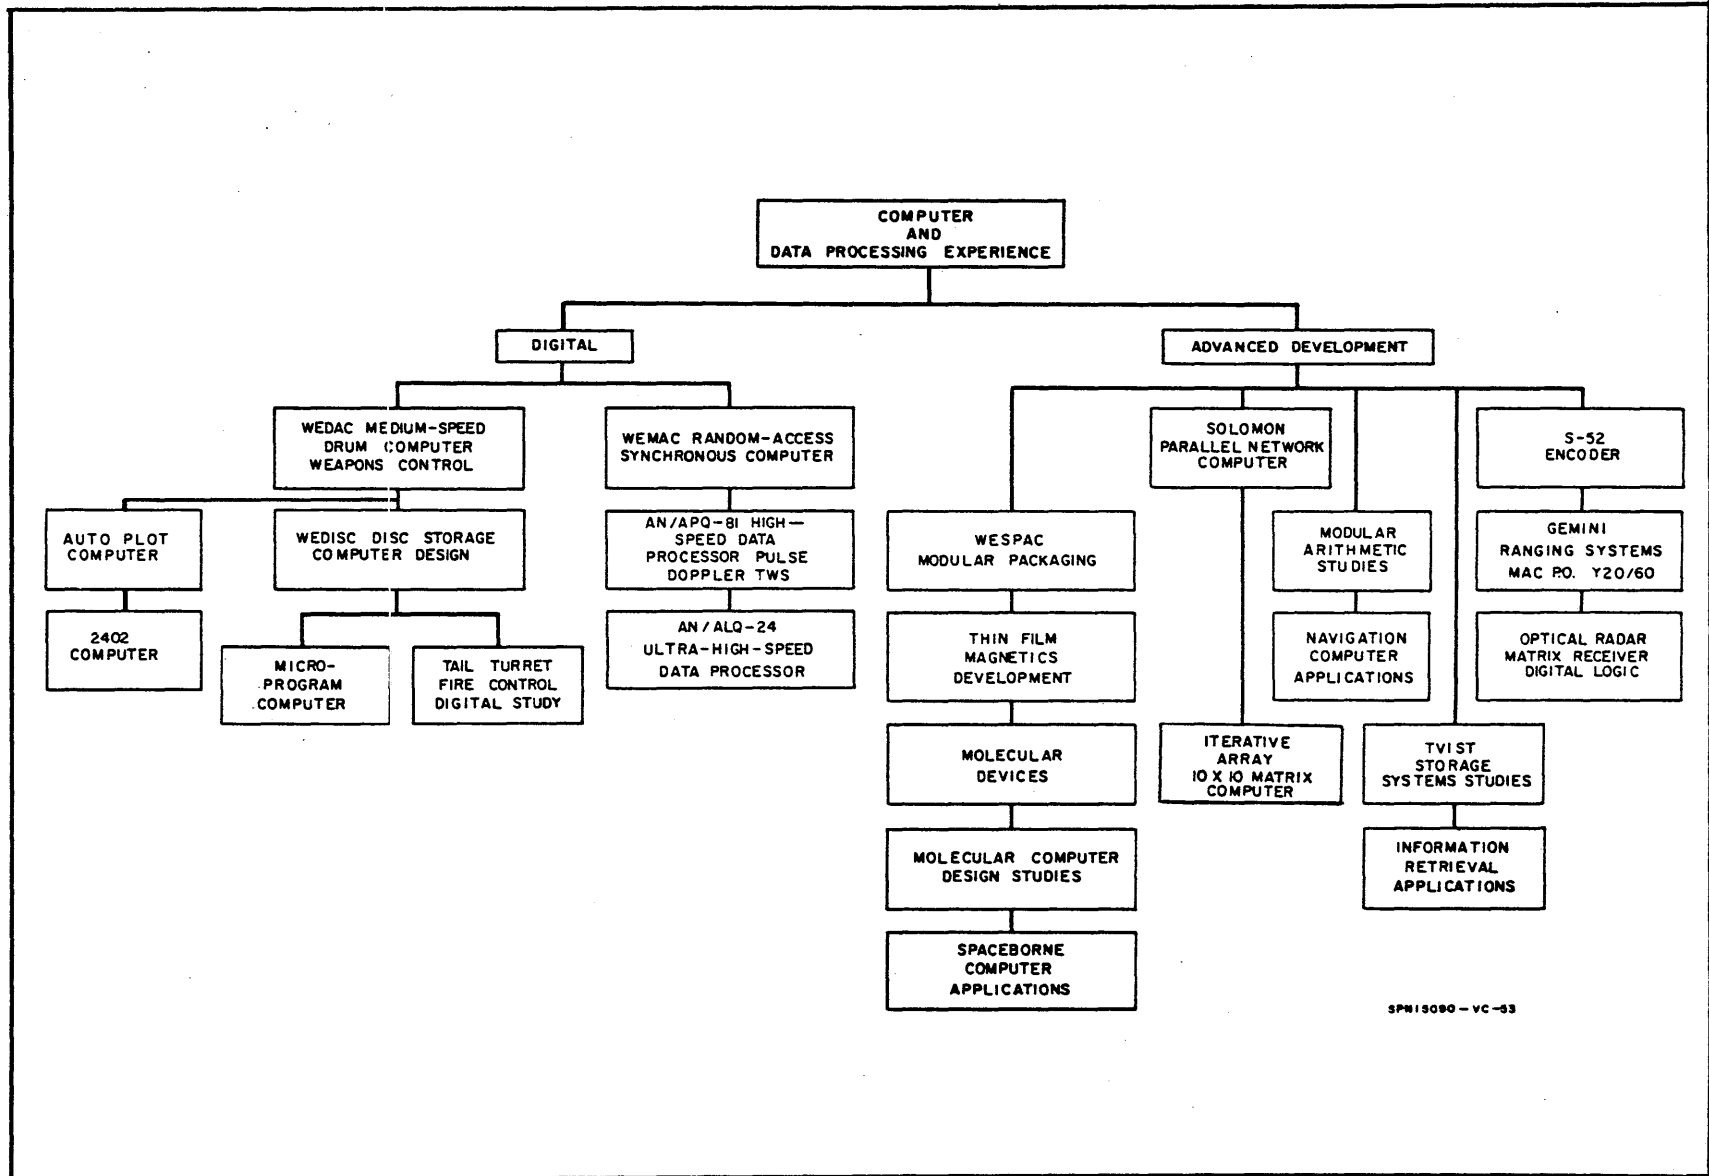 COMPUTER
AND
DATA PROCESSING EXPERIENCE
DIGITAL
ADVANCED DEVELOPMENT
WEDAC MEDIUM-SPEED
DRUM COMPUTER
WEAPONS CONTROL
WEMAC RANDOM-ACCESS
SYNCHRONOUS COMPUTER
SOLOMON
PARALLEL NETWORK
COMPUTER
S-52
ENCODER
AUTO PLOT
COMPUTER
WEDISC DISC STORAGE
COMPUTER DESIGN
AN/APQ-81 HIGH-
SPEED DATA
PROCESSOR PULSE
DOPPLER TWS
WESPAC
MODULAR PACKAGING
MODULAR
ARITHMETIC
STUDIES
GEMINI
RANGING SYSTEMS
MAC P.O. Y20/60
2402
COMPUTER
MICRO-
PROGRAM
COMPUTER
TAIL TURRET
FIRE CONTROL
DIGITAL STUDY
AN/ALQ-24
ULTRA-HIGH-SPEED
DATA PROCESSOR
THIN FILM
MAGNETICS
DEVELOPMENT
NAVIGATION
COMPUTER
APPLICATIONS
OPTICAL RADAR
MATRIX RECEIVER
DIGITAL LOGIC
MOLECULAR
DEVICES
ITERATIVE
ARRAY
10 X 10 MATRIX
COMPUTER
TVIST
STORAGE
SYSTEMS STUDIES
MOLECULAR COMPUTER
DESIGN STUDIES
INFORMATION
RETRIEVAL
APPLICATIONS
SPACEBORNE
COMPUTER
APPLICATIONS
SPN15090-VC-53